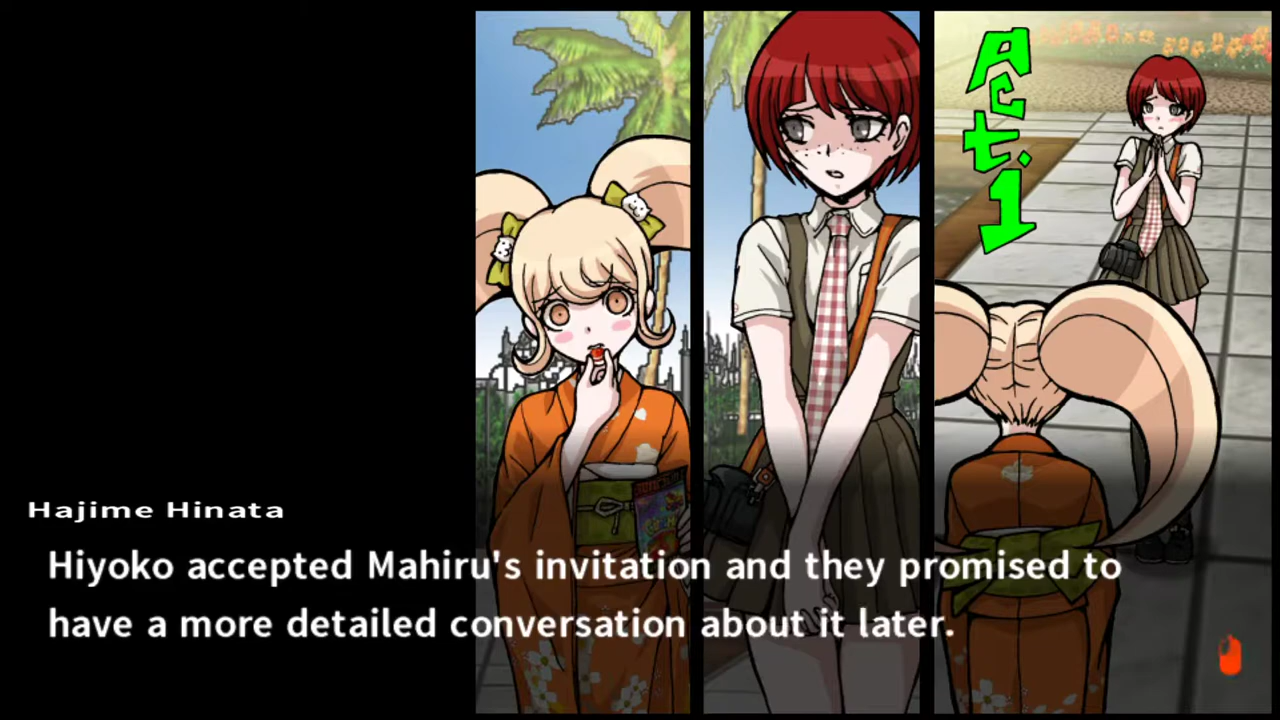 Act.1
Hajime Hinata
Hiyoko accepted Mahiru's invitation and they promised to
have a more detailed conversation about it later.